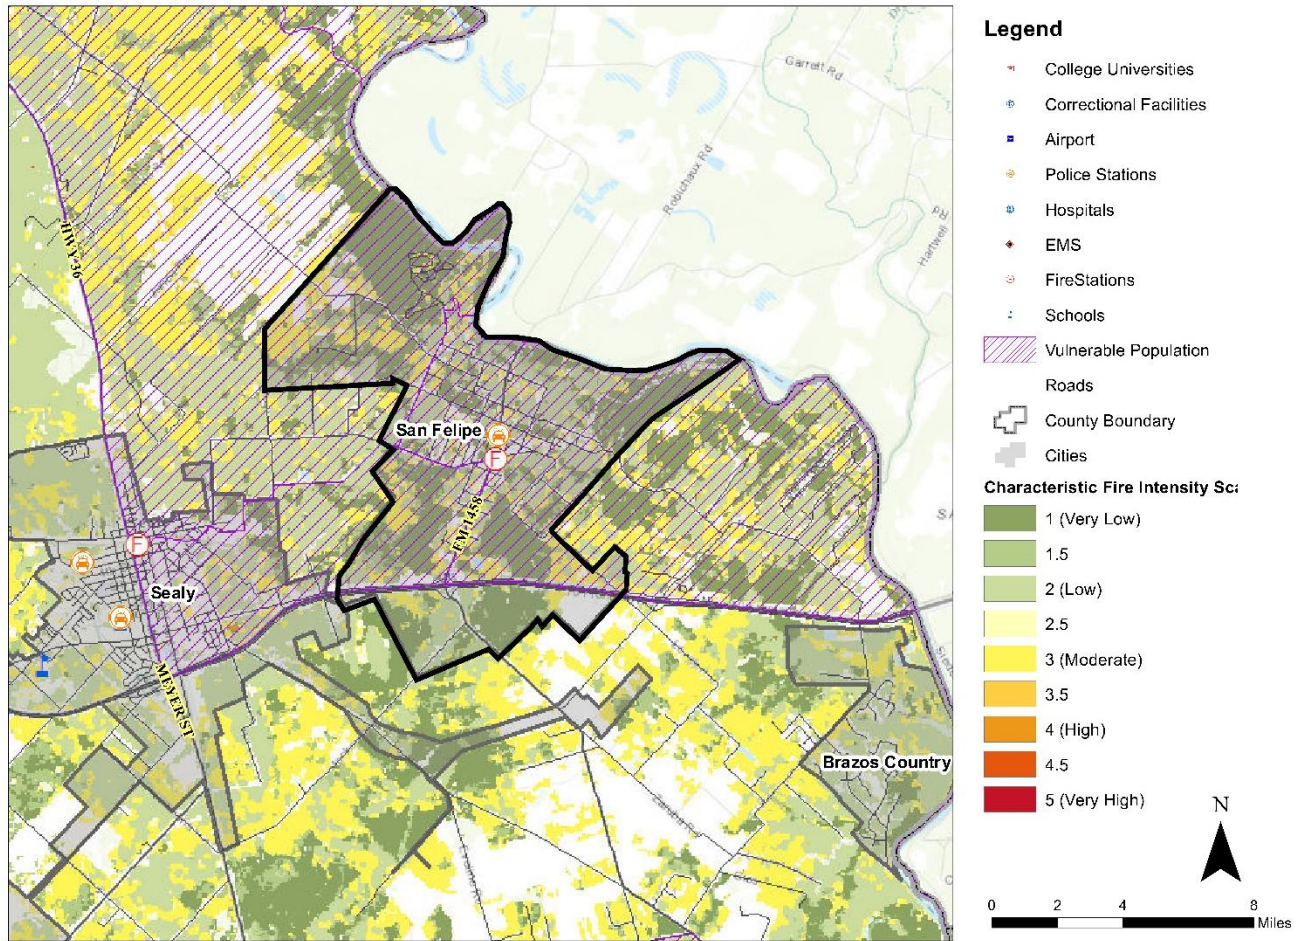 Garrett Rd
Robichaux Rd
Hartwell
Rd
HWY 36
San Felipe
F
FM 1458
F
Sealy
MEYER ST
Brazos Country
Legend
College Universities
Correctional Facilities
Airport
Police Stations
Hospitals
EMS
FireStations
Schools
Vulnerable Population
Roads
County Boundary
Cities
Characteristic Fire Intensity Sca
1 (Very Low)
1.5
2 (Low)
2.5
3 (Moderate)
3.5
4 (High)
4.5
5 (Very High)
N
0 2 4 8
Miles